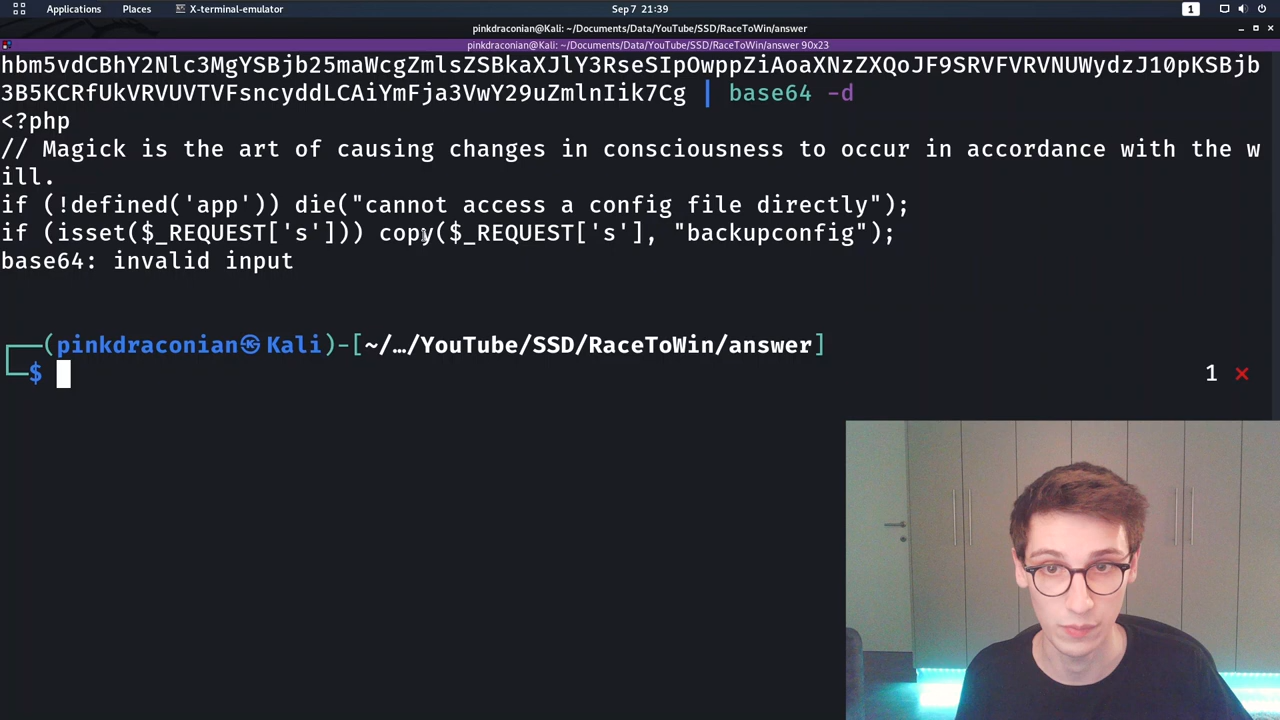 Applications Places X-terminal-emulator Sep 7 21:39 1
pinkdraconian@Kali: ~/Documents/Data/YouTube/SSD/RaceToWin/answer
pinkdraconian@Kali: ~/Documents/Data/YouTube/SSD/RaceToWin/answer 90x23
hbm5vdCBhY2Nlc3MgYSBjb25maWcgZmlsZSBkaXJlY3RseSIpOwppZiAoaXNzZXQoJF9SRVFVRVNUWydzJ10pKSBjb
3B5KCRfUkVRVUVTVFsncyddLCAiYmFja3VwY29uZmlnIik7Cg | base64 -d
<?php
// Magick is the art of causing changes in consciousness to occur in accordance with the w
ill.
if (!defined('app')) die("cannot access a config file directly");
if (isset($_REQUEST['s'])) copy($_REQUEST['s'], "backupconfig");
base64: invalid input
┌──(pinkdraconian㉿Kali)-[~/…/YouTube/SSD/RaceToWin/answer]
└─$ 1 ⨯